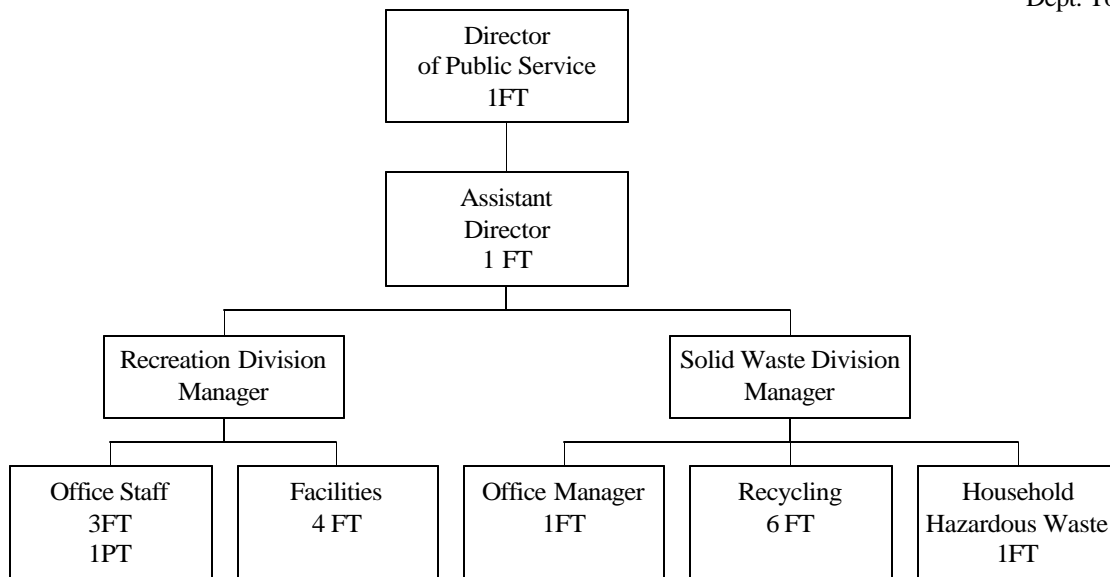 Dept.
Director
of Public Service
1FT
Assistant
Director
1 FT
Recreation Division
Manager
Solid Waste Division
Manager
Office Staff
3FT
1PT
Facilities
4 FT
Office Manager
1FT
Recycling
6 FT
Household
Hazardous Waste
1FT